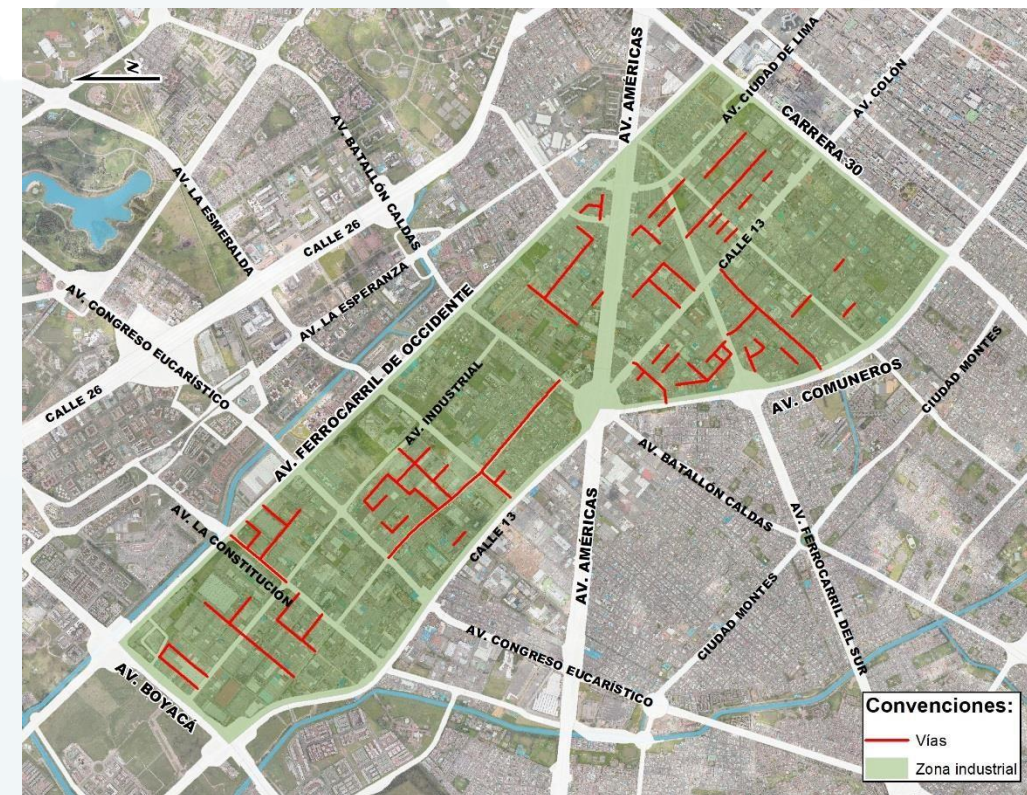 N
AV. AMÉRICAS
AV. CIUDAD DE LIMA
AV. COLÓN
CARRERA 30
AV. BATALLÓN CALDAS
AV. LA ESMERALDA
CALLE 26
AV. LA ESPERANZA
AV. CONGRESO EUCARÍSTICO
CALLE 26
AV. FERROCARRIL DE OCCIDENTE
CALLE 13
AV. INDUSTRIAL
AV. COMUNEROS
CIUDAD MONTES
AV. BATALLÓN CALDAS
AV. LA CONSTITUCIÓN
CALLE 13
AV. AMÉRICAS
AV. FERROCARRIL DEL SUR
CIUDAD MONTES
AV. CONGRESO EUCARÍSTICO
AV. BOYACÁ
Convenciones:
Vías
Zona industrial